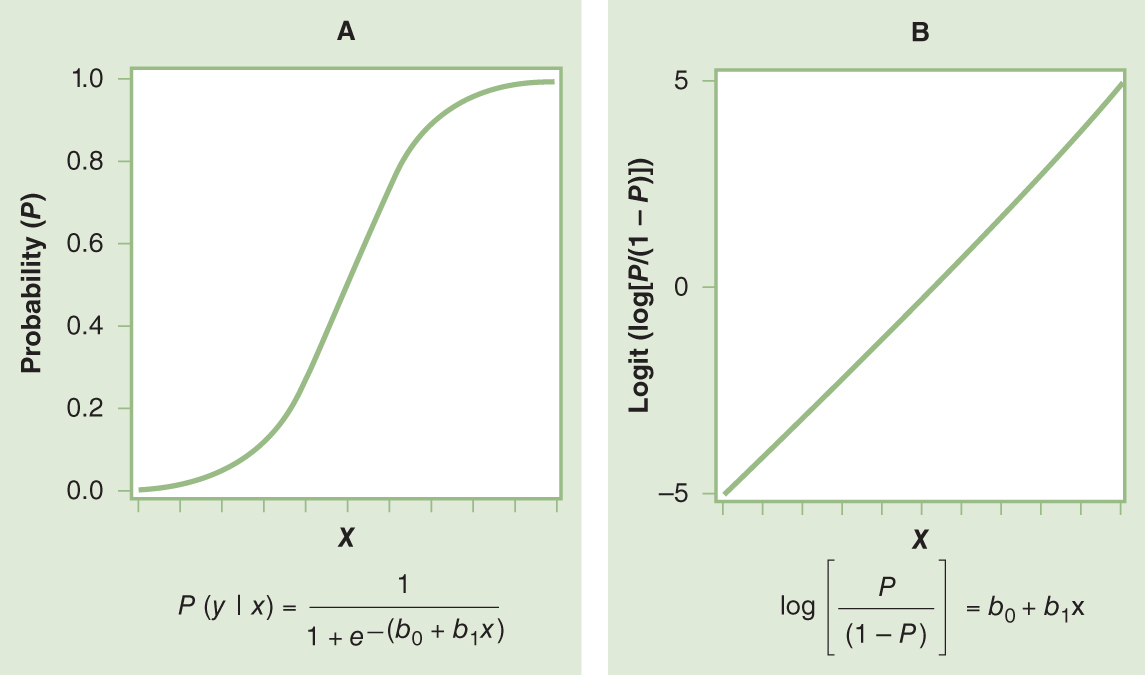 A
Probability (P)
1.0
0.8
0.6
0.4
0.2
0.0
X
P (y | x) = 1 / 1 + e−(b0 + b1x)
B
Logit (log[P/(1 – P)])
5
0
–5
X
log [ P / (1 – P) ] = b0 + b1x